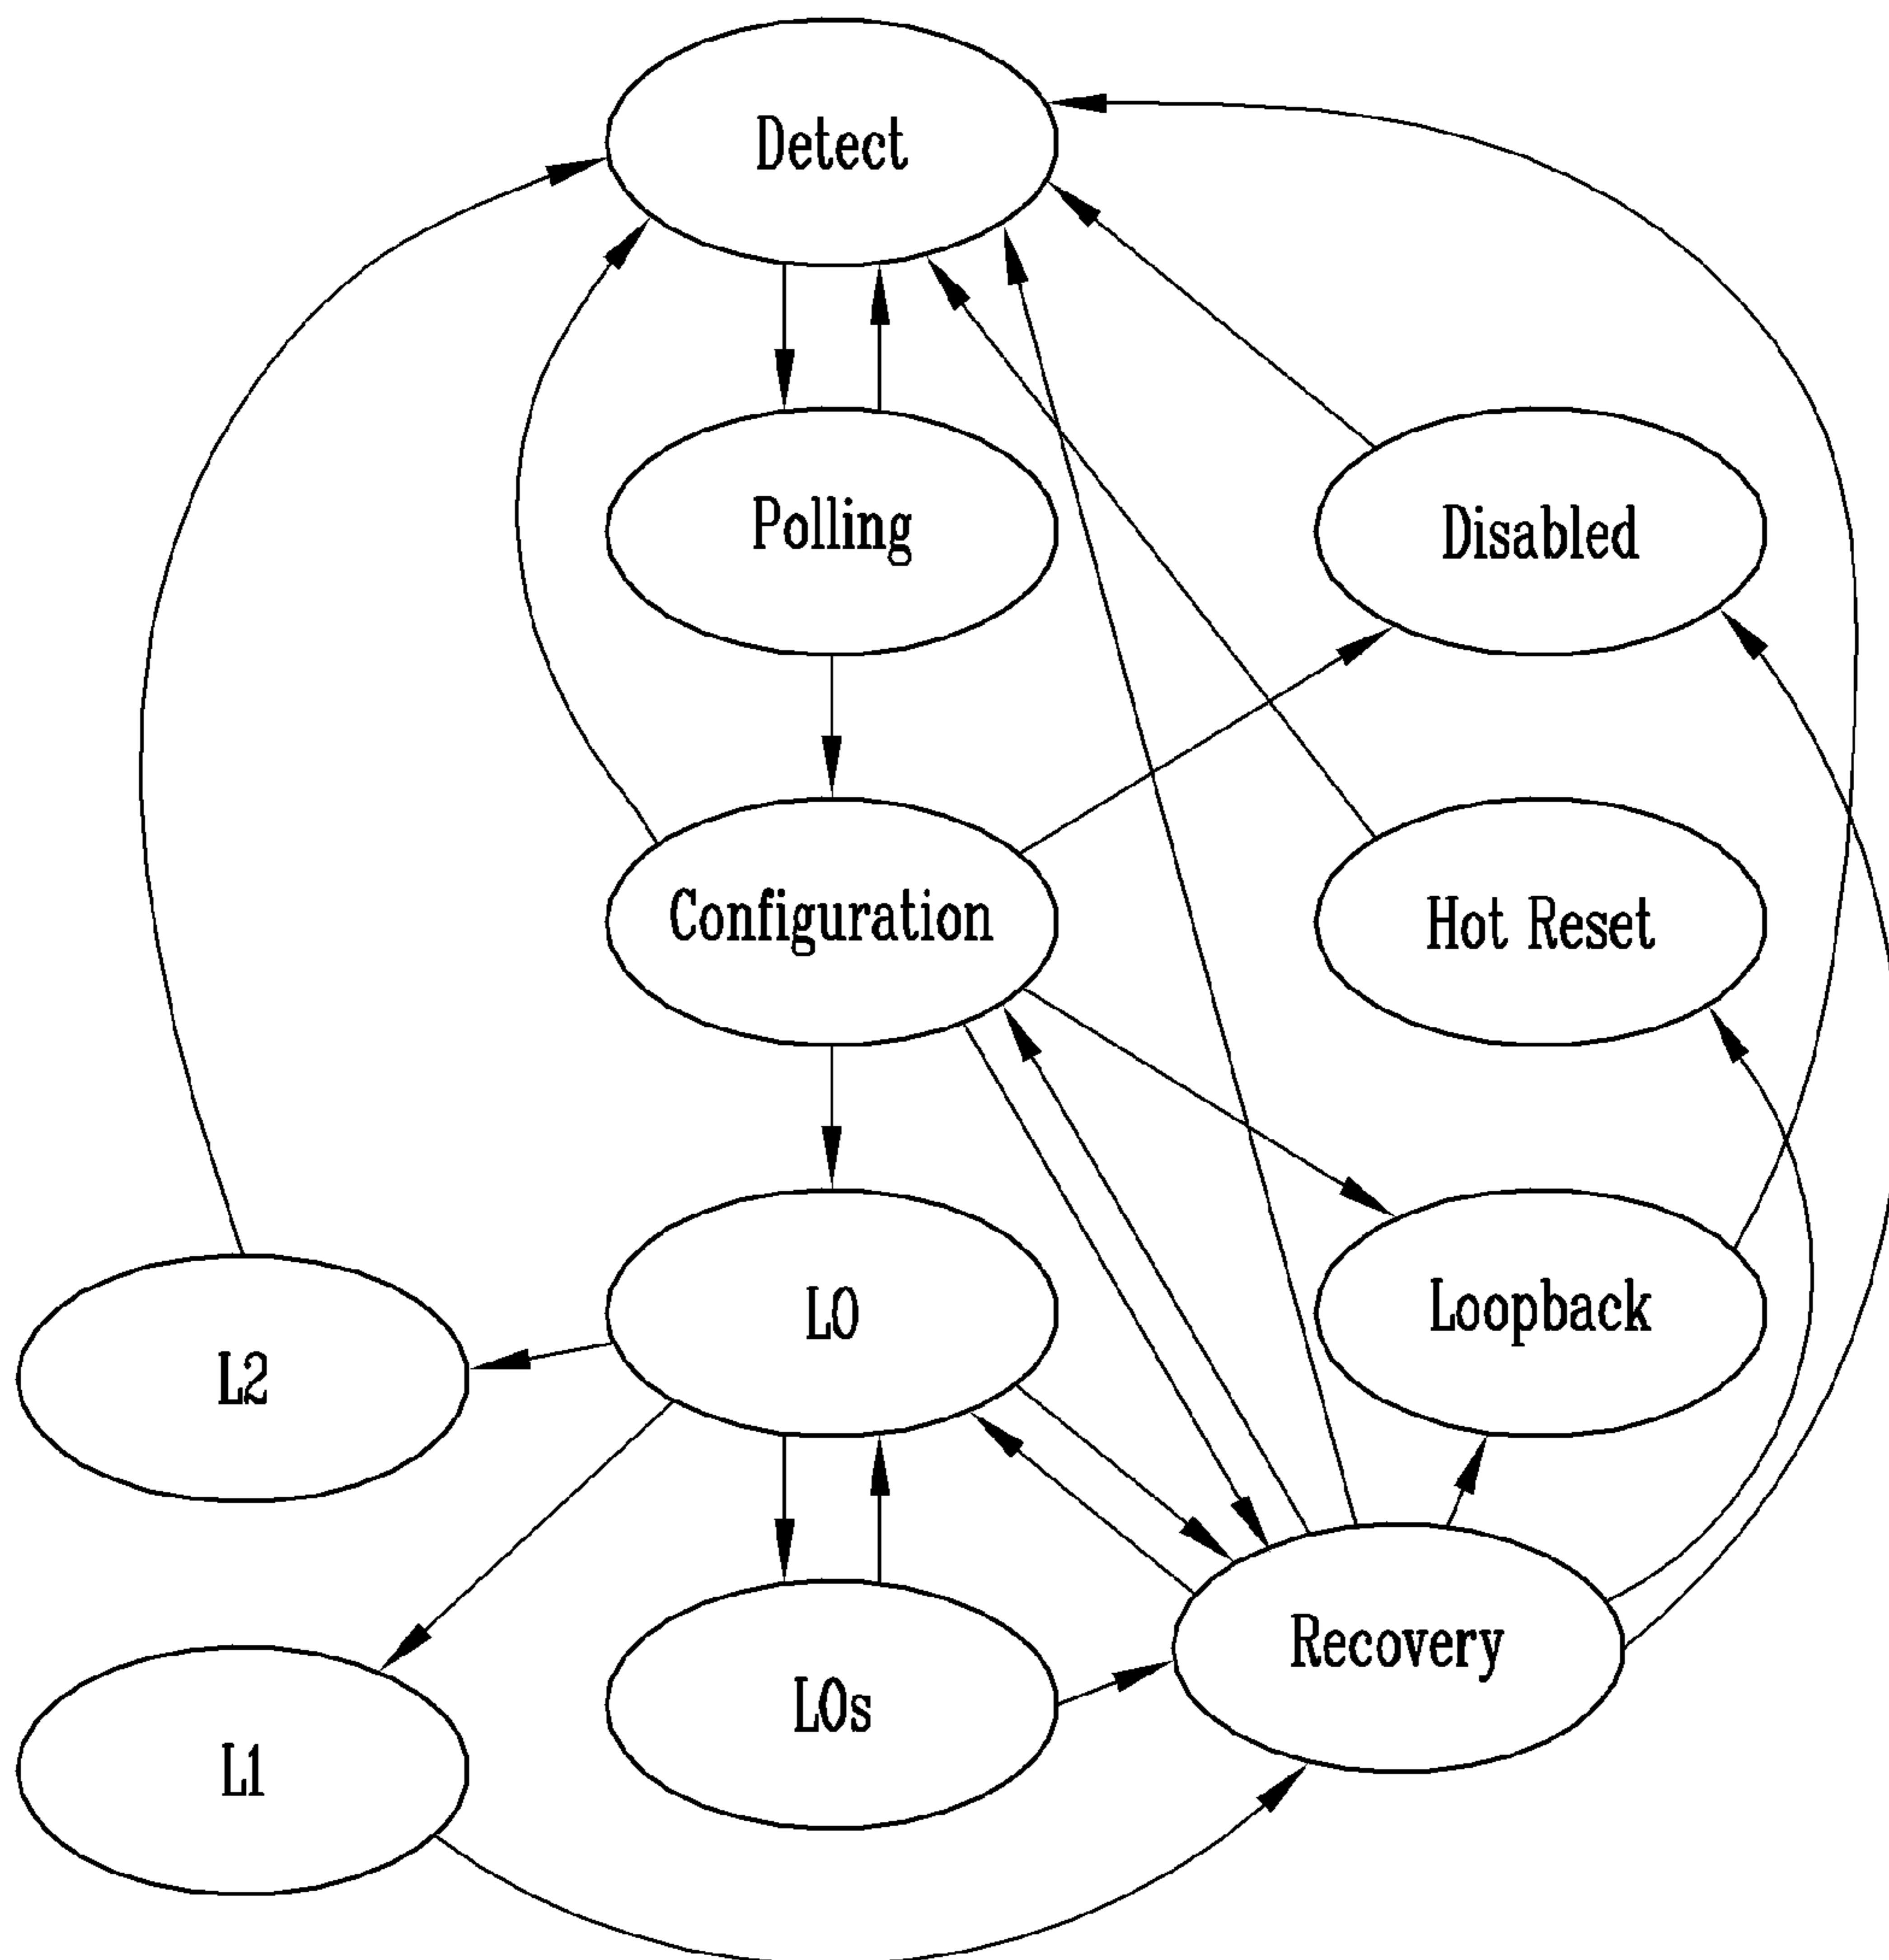 Detect
Polling
Disabled
Configuration
Hot Reset
L0
Loopback
L2
Recovery
L0s
L1